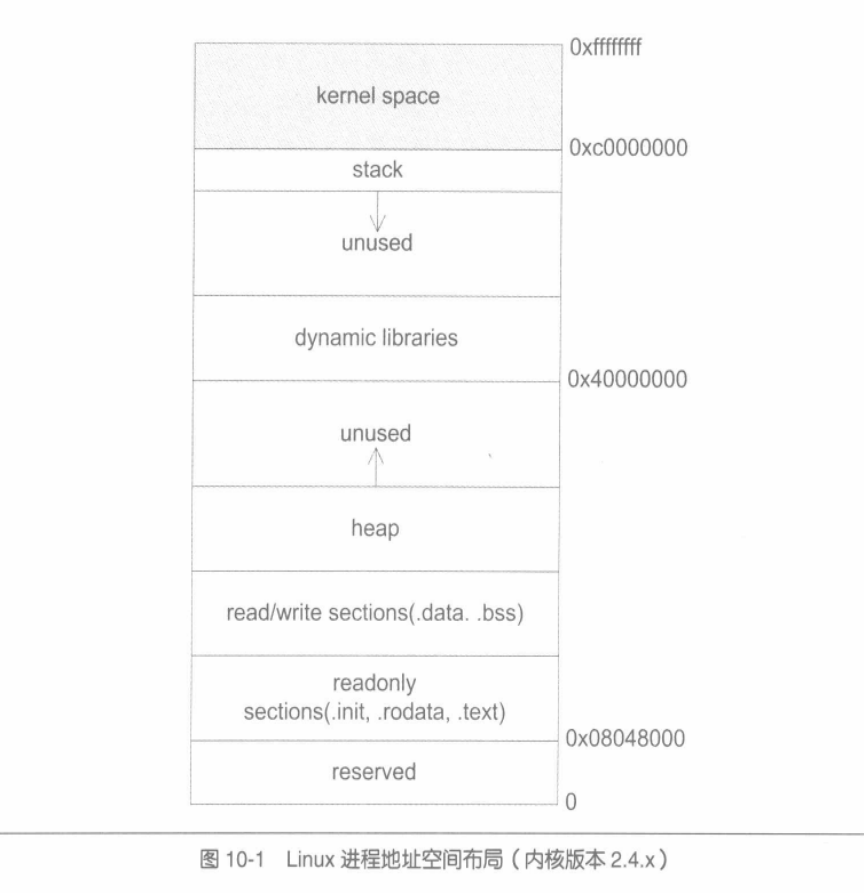 0xffffffff
kernel space
0xc0000000
stack
unused
dynamic libraries
0x40000000
unused
heap
read/write sections(.data. .bss)
readonly
sections(.init, .rodata, .text)
0x08048000
reserved
0
图 10-1 Linux 进程地址空间布局（内核版本 2.4.x）